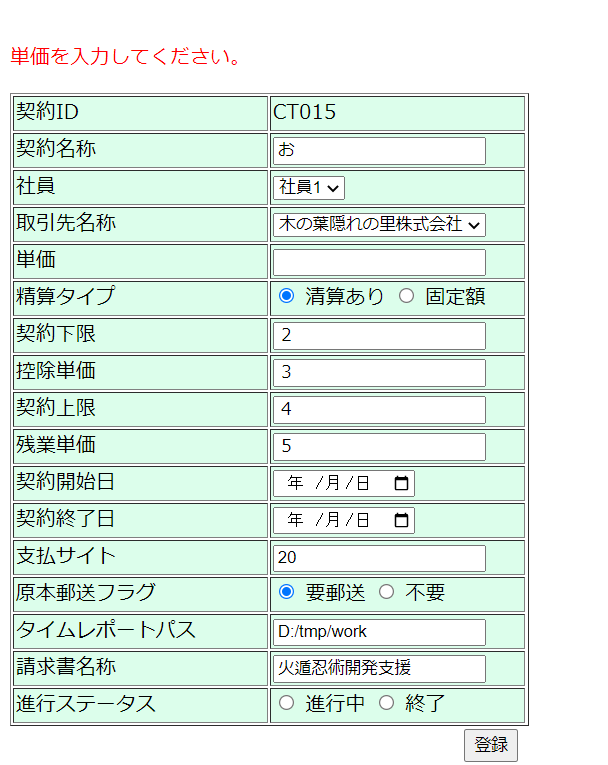 単価を入力してください。
契約ID CT015
契約名称 お
社員 社員1
取引先名称 木の葉隠れの里株式会社
単価
精算タイプ 清算あり 固定額
契約下限 2
控除単価 3
契約上限 4
残業単価 5
契約開始日 年 /月/日
契約終了日 年 /月/日
支払サイト 20
原本郵送フラグ 要郵送 不要
タイムレポートパス D:/tmp/work
請求書名称 火遁忍術開発支援
進行ステータス 進行中 終了
登録